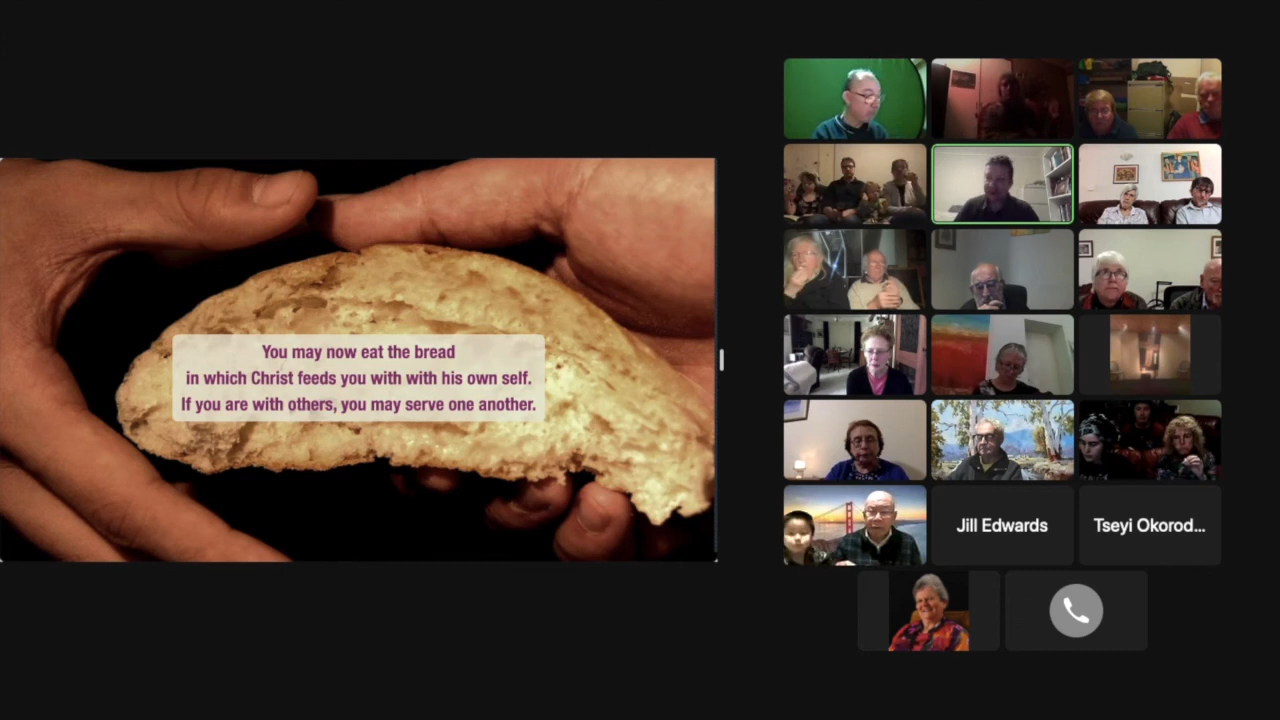 You may now eat the bread
in which Christ feeds you with with his own self.
If you are with others, you may serve one another.
Jill Edwards
Tseyi Okorod...